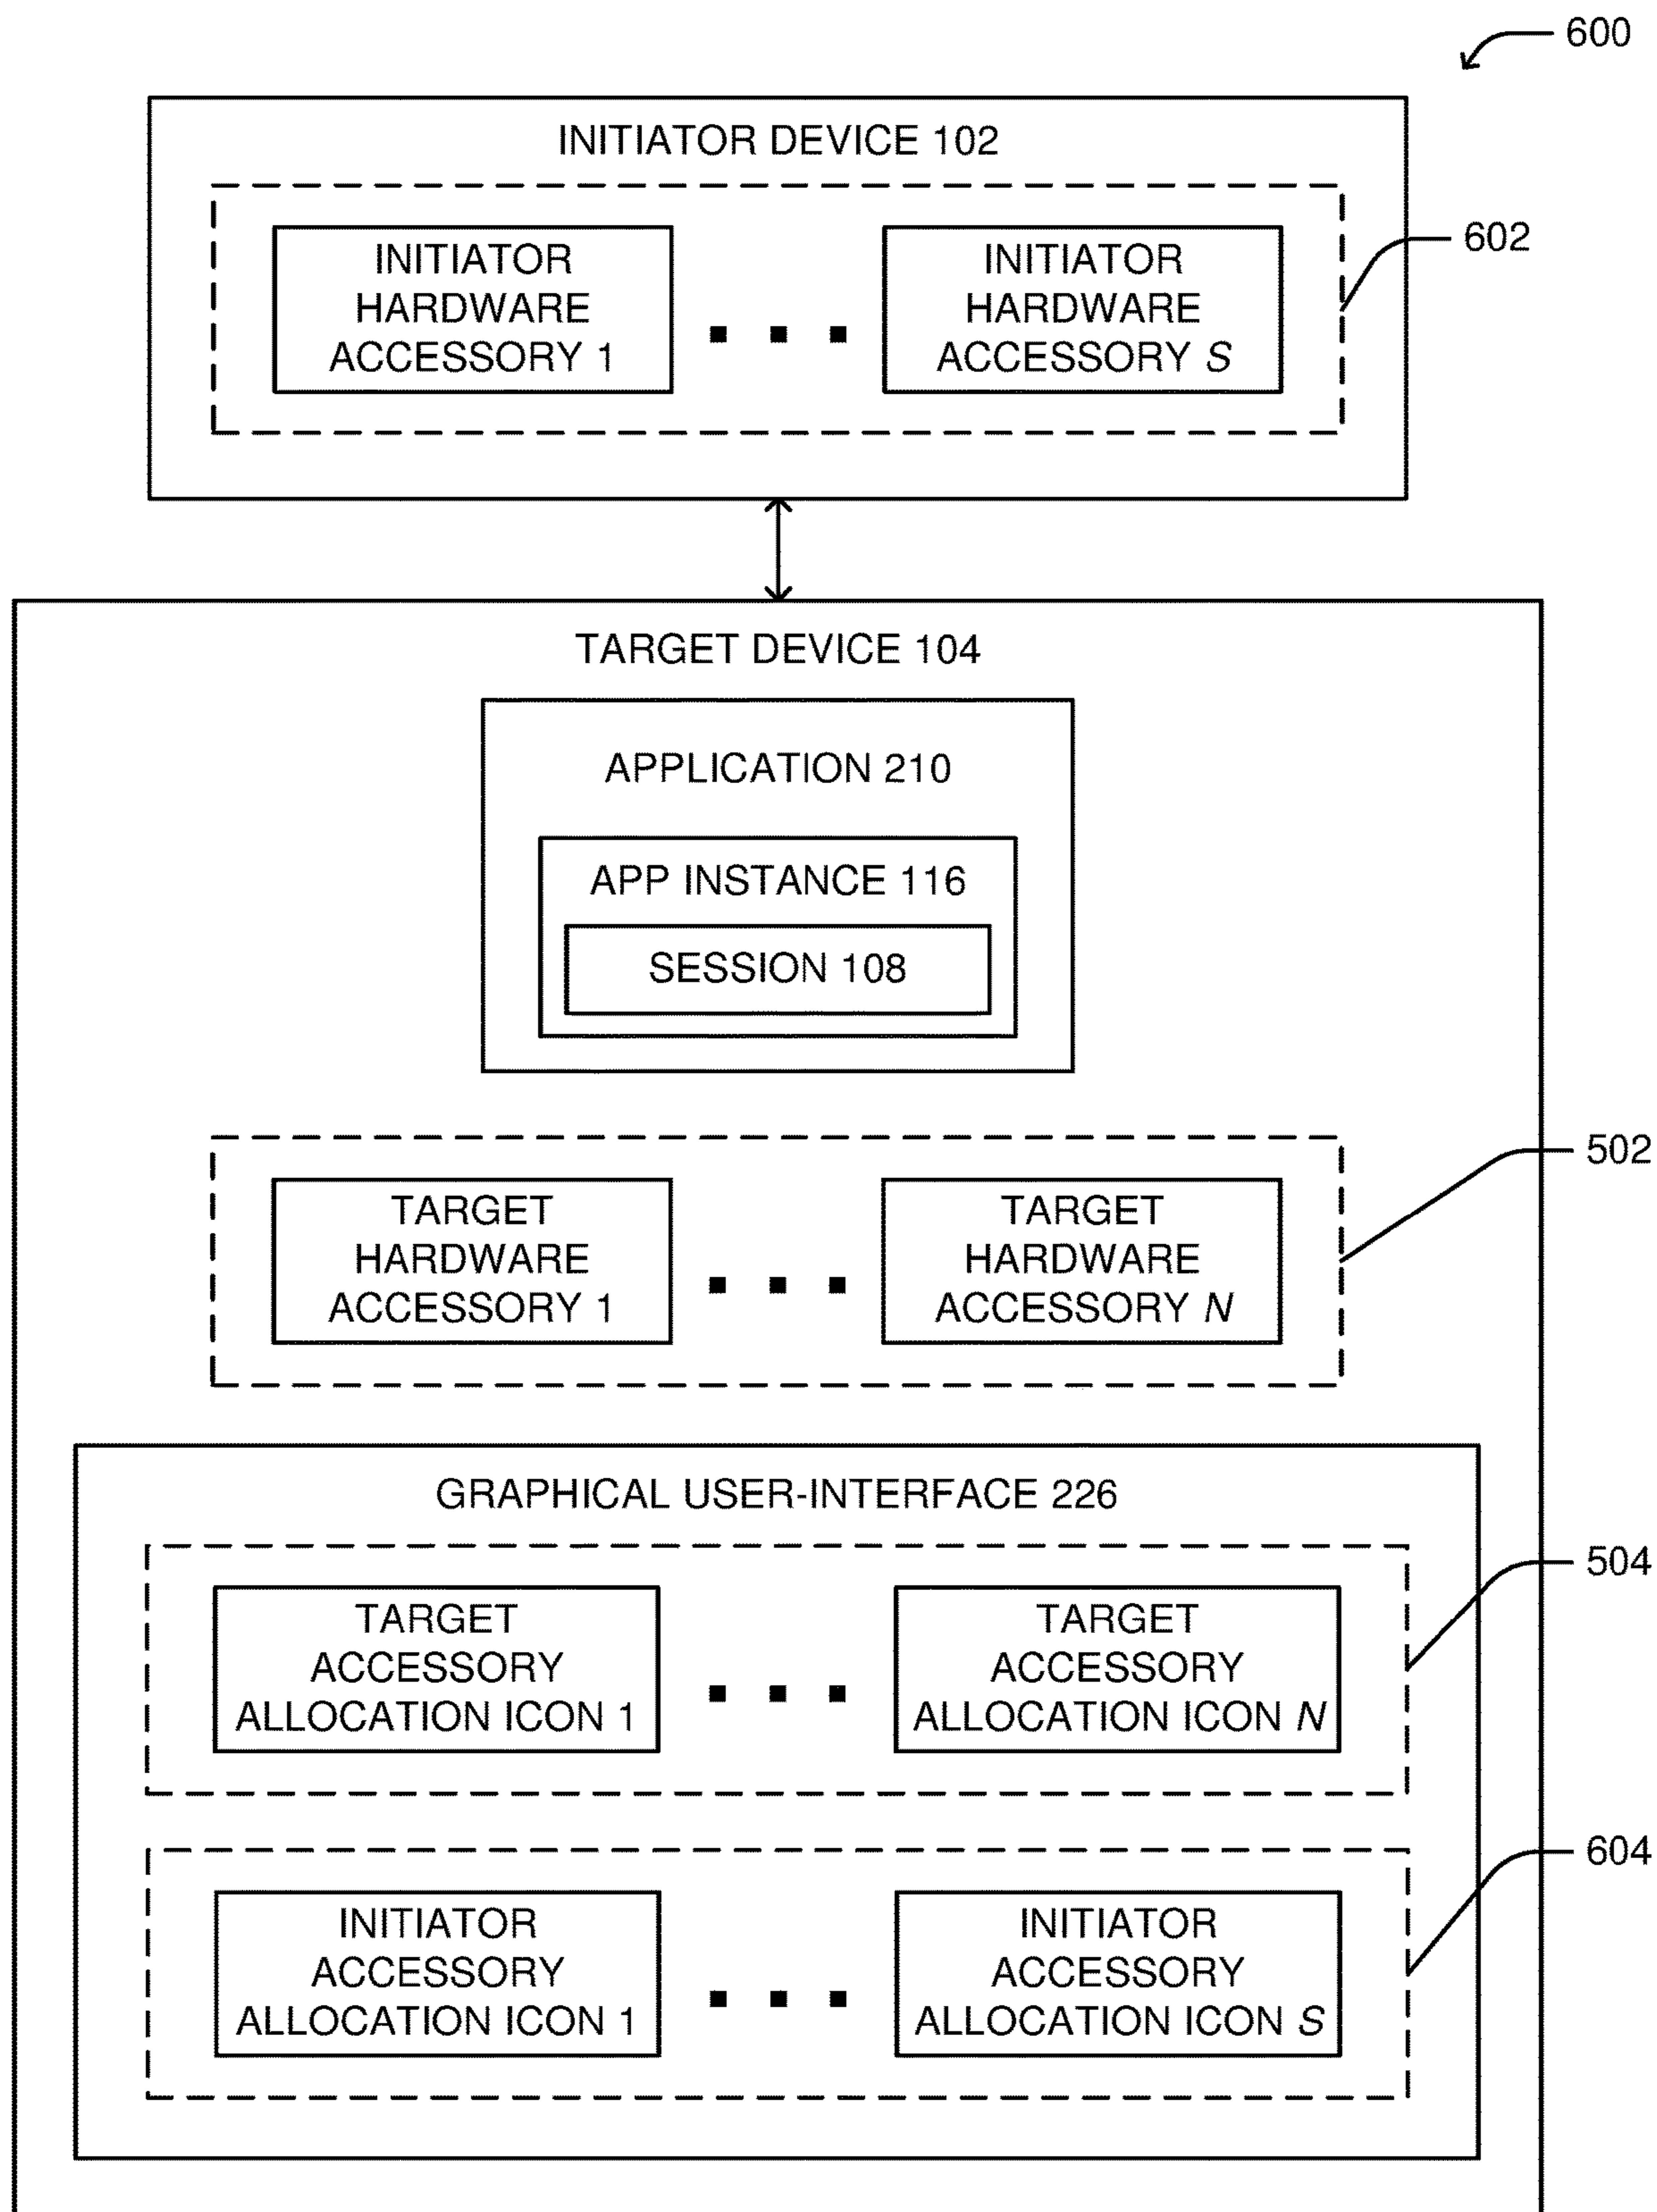 600
INITIATOR DEVICE 102
INITIATOR
HARDWARE
ACCESSORY 1
INITIATOR
HARDWARE
ACCESSORY S
602
TARGET DEVICE 104
APPLICATION 210
APP INSTANCE 116
SESSION 108
TARGET
HARDWARE
ACCESSORY 1
TARGET
HARDWARE
ACCESSORY N
502
GRAPHICAL USER-INTERFACE 226
TARGET
ACCESSORY
ALLOCATION ICON 1
TARGET
ACCESSORY
ALLOCATION ICON N
504
INITIATOR
ACCESSORY
ALLOCATION ICON 1
INITIATOR
ACCESSORY
ALLOCATION ICON S
604